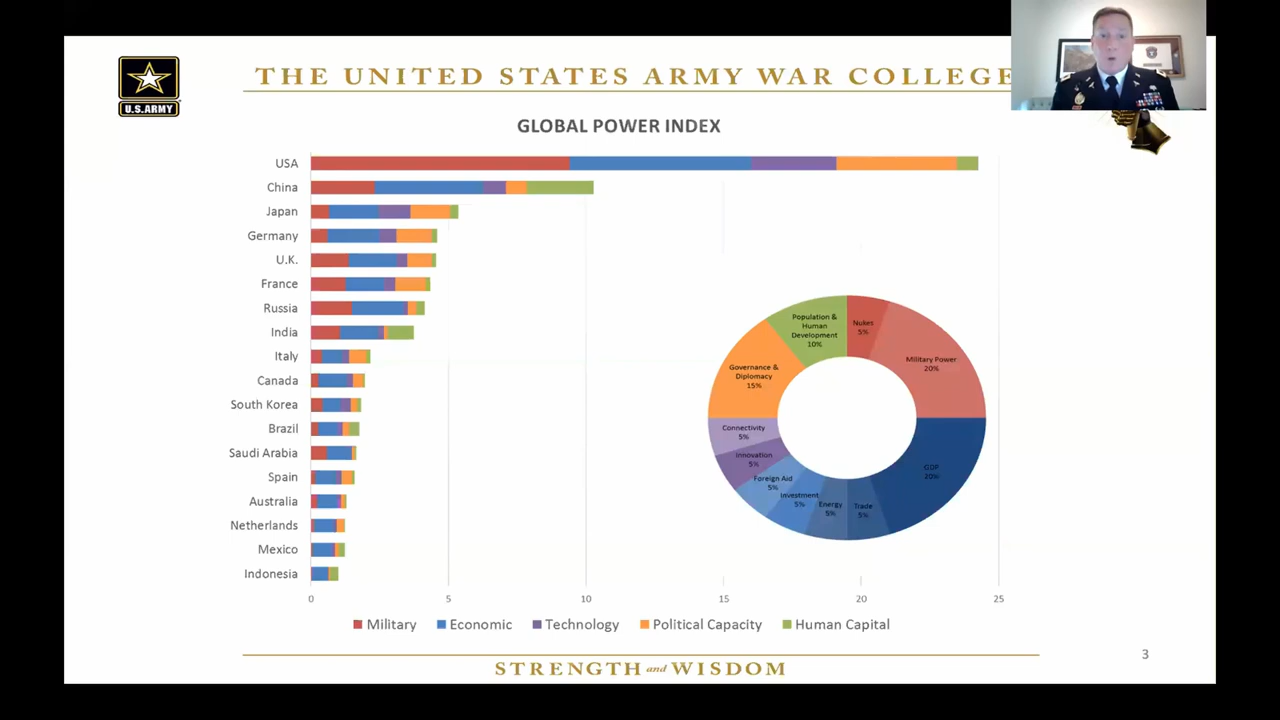 THE UNITED STATES ARMY WAR COLLEGE
U.S.ARMY
GLOBAL POWER INDEX
USA
China
Japan
Germany
U.K.
France
Russia
India
Italy
Canada
South Korea
Brazil
Saudi Arabia
Spain
Australia
Netherlands
Mexico
Indonesia
0 5 10 15 20 25
Population &
Human
Development
10%
Nukes
5%
Military Power
20%
Governance &
Diplomacy
15%
Connectivity
5%
Innovation
5%
Foreign Aid
5%
Investment
5%
Energy
5%
Trade
5%
GDP
20%
Military Economic Technology Political Capacity Human Capital
3
STRENGTH and WISDOM